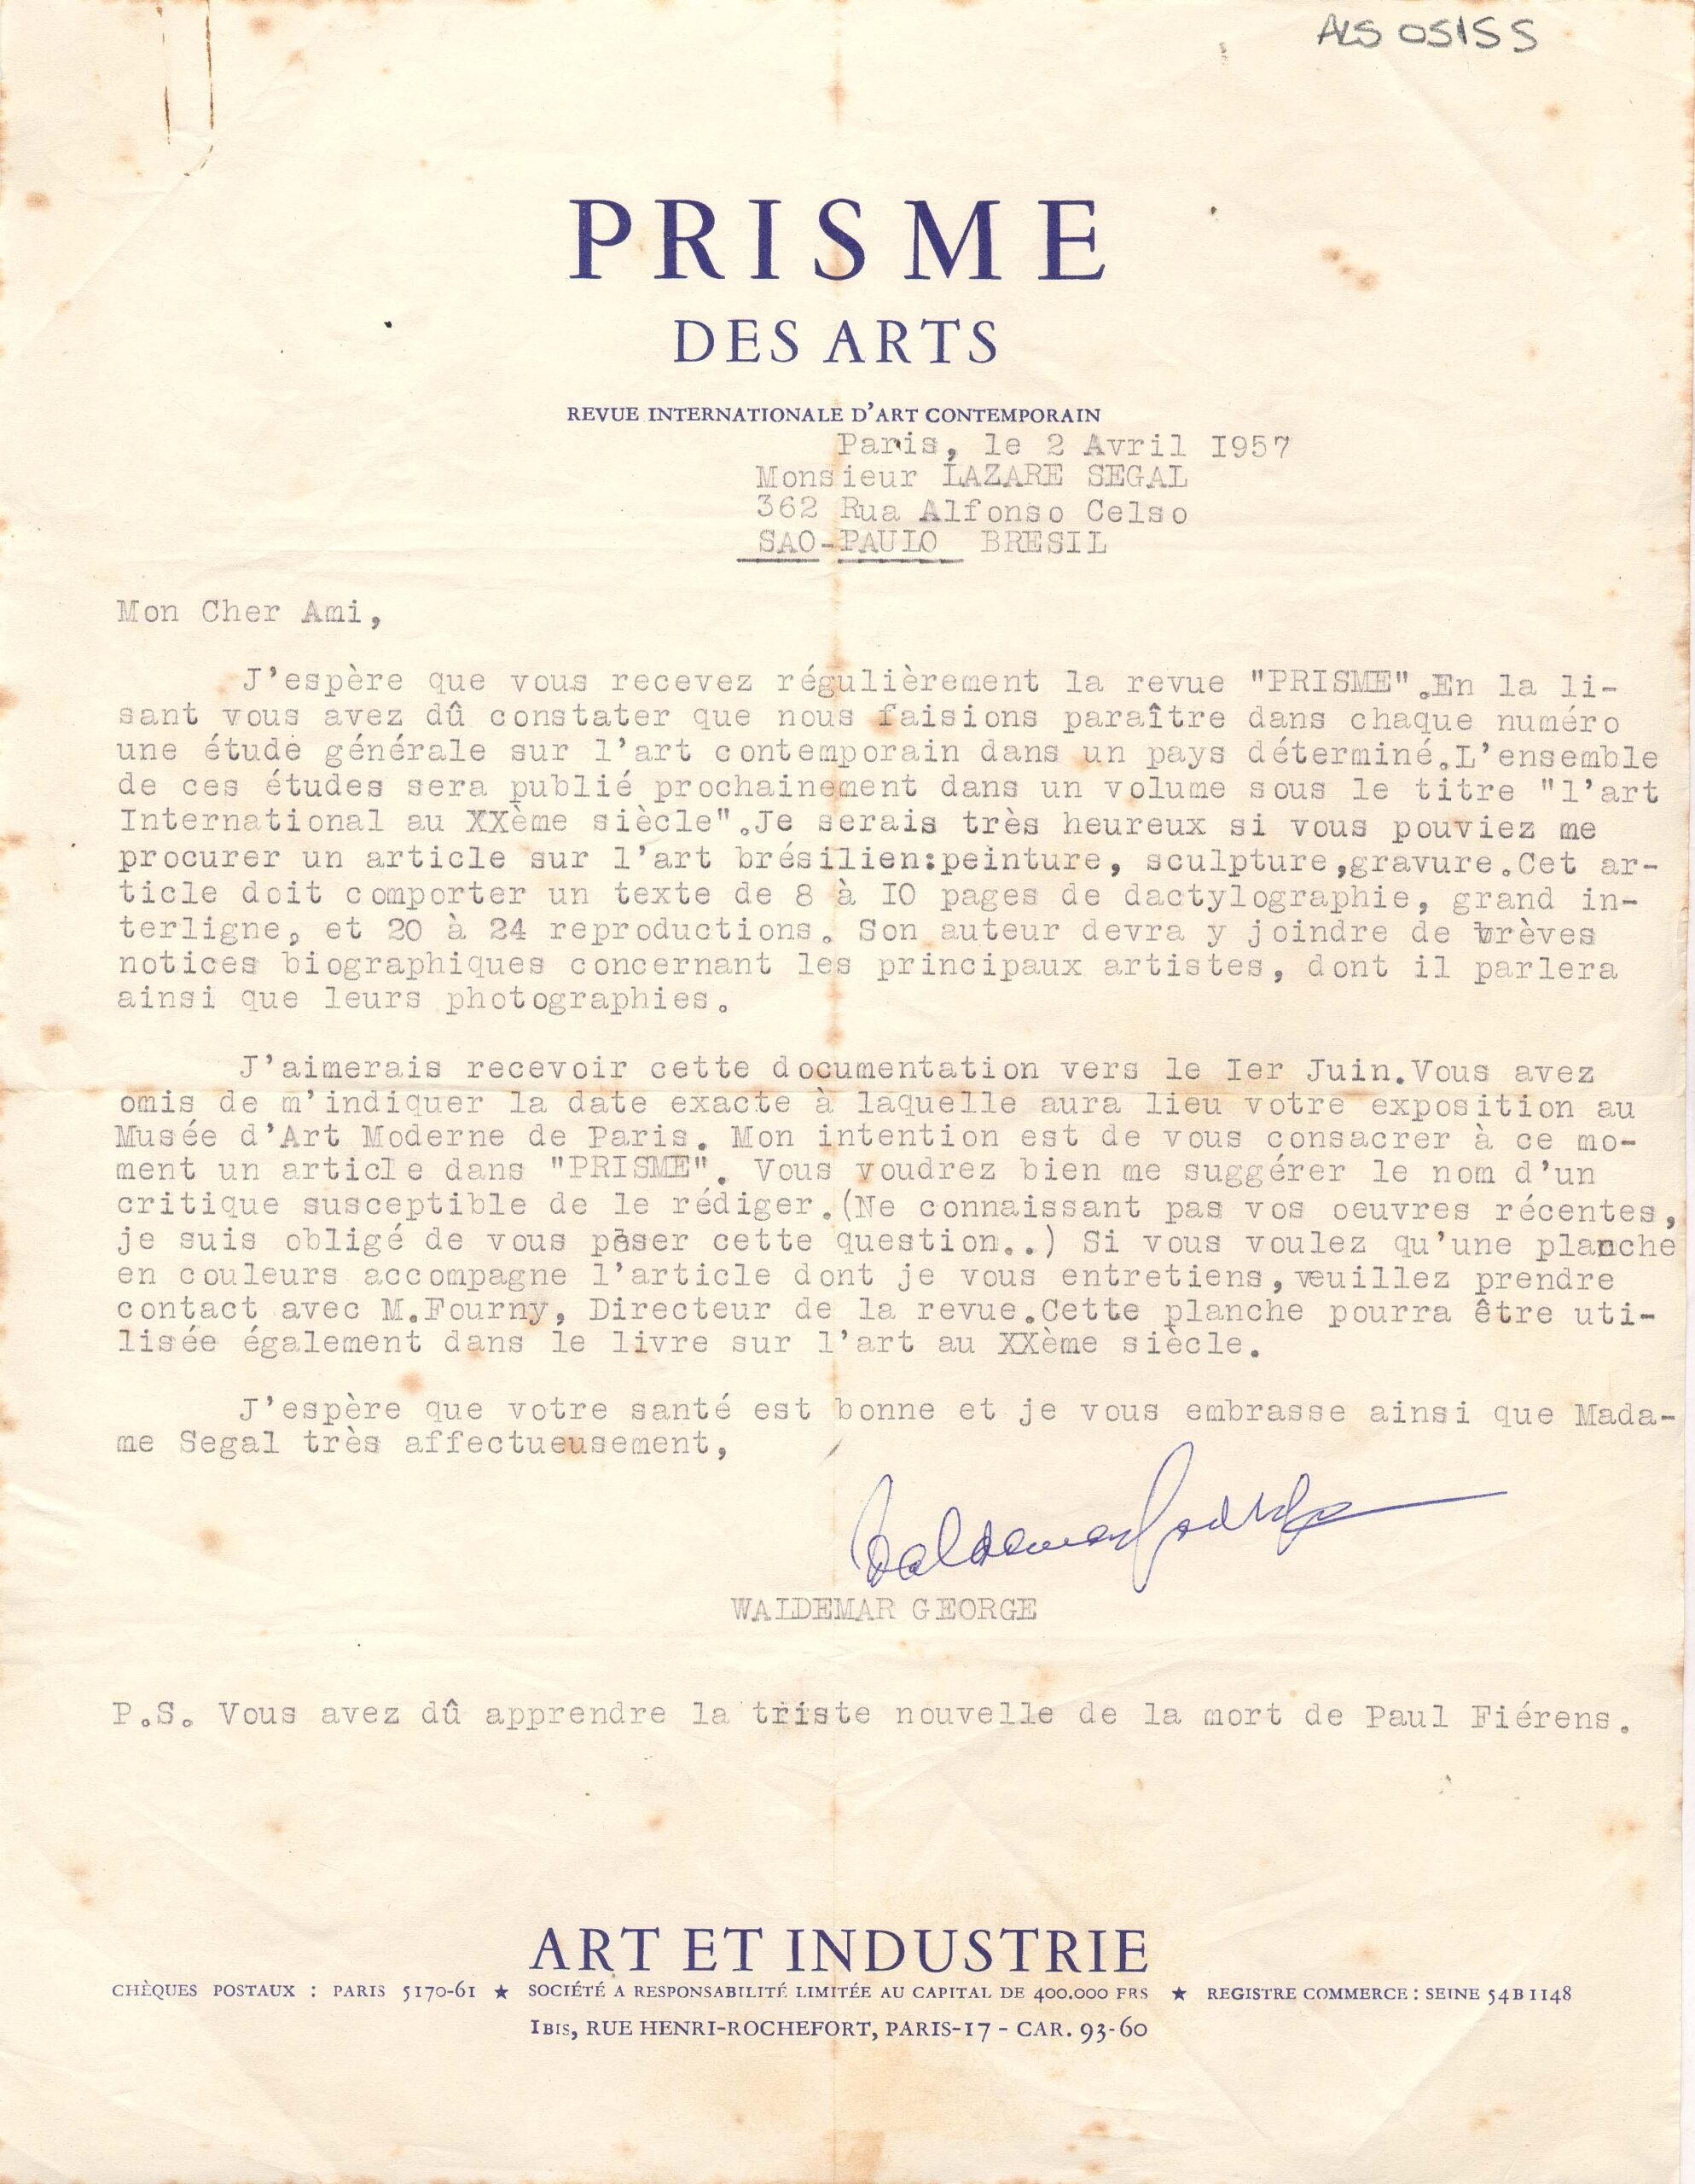 ALS 05155
PRISME
DES ARTS
REVUE INTERNATIONALE D'ART CONTEMPORAIN
Paris, le 2 Avril I957
Monsieur LAZARE SEGAL
362 Rua Alfonso Celso
SAO-PAULO BRESIL
Mon Cher Ami,
J'espère que vous recevez régulièrement la revue "PRISME".En la li-
sant vous avez dû constater que nous faisions paraître dans chaque numéro
une étude générale sur l'art contemporain dans un pays déterminé.L'ensemble
de ces études sera publié prochainement dans un volume sous le titre "l'art
International au XXème siècle".Je serais très heureux si vous pouviez me
procurer un article sur l'art brésilien:peinture, sculpture,gravure.Cet ar-
ticle doit comporter un texte de 8 à IO pages de dactylographie, grand in-
terligne, et 20 à 24 reproductions. Son auteur devra y joindre de brèves
notices biographiques concernant les principaux artistes, dont il parlera
ainsi que leurs photographies.
J'aimerais recevoir cette documentation vers le Ier Juin.Vous avez
omis de m'indiquer la date exacte à laquelle aura lieu votre exposition au
Musée d'Art Moderne de Paris. Mon intention est de vous consacrer à ce mo-
ment un article dans "PRISME". Vous voudrez bien me suggérer le nom d'un
critique susceptible de le rédiger.(Ne connaissant pas vos oeuvres récentes,
je suis obligé de vous poser cette question..) Si vous voulez qu'une planche
en couleurs accompagne l'article dont je vous entretiens,veuillez prendre
contact avec M.Fourny, Directeur de la revue.Cette planche pourra être uti-
lisée également dans le livre sur l'art au XXème siècle.
J'espère que votre santé est bonne et je vous embrasse ainsi que Mada-
me Segal très affectueusement,
Waldemar George
WALDEMAR GEORGE
P.S. Vous avez dû apprendre la triste nouvelle de la mort de Paul Fiérens.
ART ET INDUSTRIE
CHÈQUES POSTAUX : PARIS 5170-61 ★ SOCIÉTÉ A RESPONSABILITÉ LIMITÉE AU CAPITAL DE 400.000 FRS ★ REGISTRE COMMERCE : SEINE 54B1148
1BIS, RUE HENRI-ROCHEFORT, PARIS-17 - CAR. 93-60